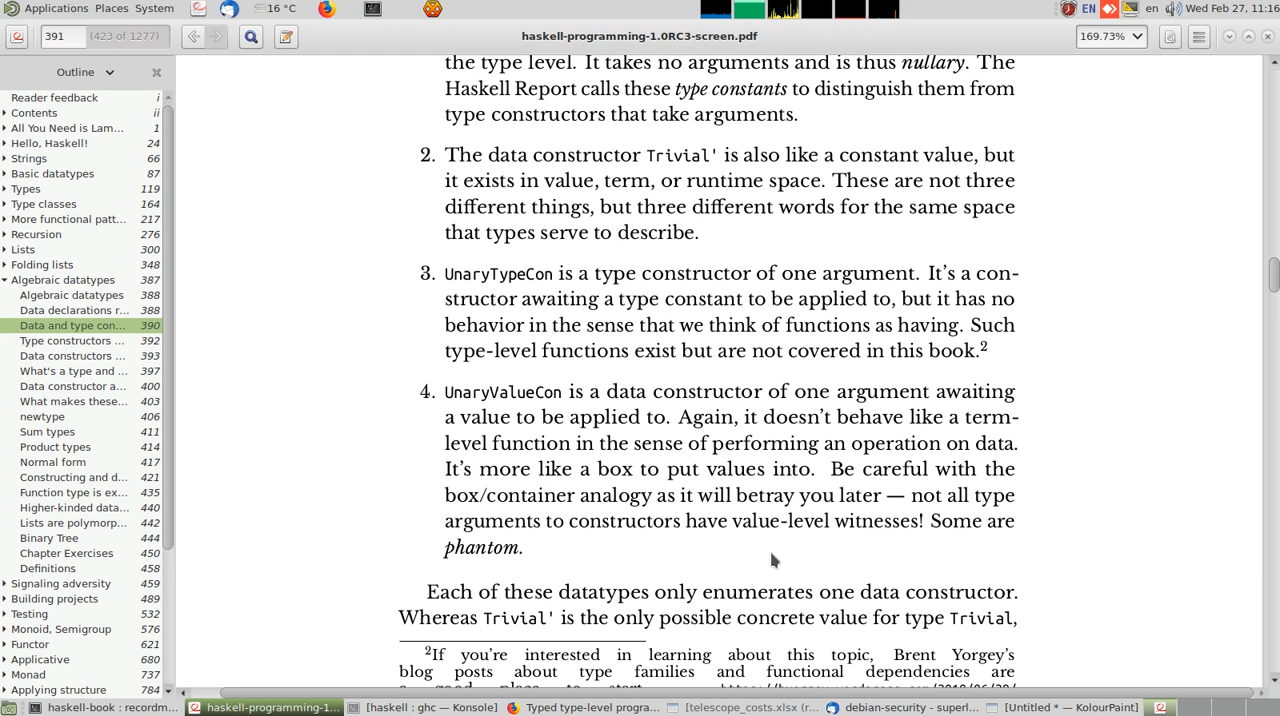 Applications Places System 16 °C EN en Wed Feb 27, 11:16
391 (423 of 1277) haskell-programming-1.0RC3-screen.pdf 169.73%
Outline
Reader feedback i
Contents ii
All You Need is Lam... 1
Hello, Haskell! 24
Strings 66
Basic datatypes 87
Types 119
Type classes 164
More functional patt... 217
Recursion 276
Lists 300
Folding lists 348
Algebraic datatypes 387
Algebraic datatypes 388
Data declarations r... 388
Data and type con... 390
Type constructors ... 392
Data constructors ... 393
What's a type and ... 397
Data constructor a... 400
What makes these... 403
newtype 406
Sum types 411
Product types 414
Normal form 417
Constructing and d... 421
Function type is ex... 435
Higher-kinded data... 440
Lists are polymorp... 442
Binary Tree 444
Chapter Exercises 450
Definitions 458
Signaling adversity 459
Building projects 489
Testing 532
Monoid, Semigroup 576
Functor 621
Applicative 680
Monad 737
Applying structure 784
the type level. It takes no arguments and is thus nullary. The
Haskell Report calls these type constants to distinguish them from
type constructors that take arguments.
2. The data constructor Trivial' is also like a constant value, but
it exists in value, term, or runtime space. These are not three
different things, but three different words for the same space
that types serve to describe.
3. UnaryTypeCon is a type constructor of one argument. It's a con-
structor awaiting a type constant to be applied to, but it has no
behavior in the sense that we think of functions as having. Such
type-level functions exist but are not covered in this book.2
4. UnaryValueCon is a data constructor of one argument awaiting
a value to be applied to. Again, it doesn't behave like a term-
level function in the sense of performing an operation on data.
It's more like a box to put values into. Be careful with the
box/container analogy as it will betray you later — not all type
arguments to constructors have value-level witnesses! Some are
phantom.
Each of these datatypes only enumerates one data constructor.
Whereas Trivial' is the only possible concrete value for type Trivial,
2If you're interested in learning about this topic, Brent Yorgey's
blog posts about type families and functional dependencies are
haskell-book : recordm... haskell-programming-1... [haskell : ghc — Konsole] Typed type-level progra... [telescope_costs.xlsx (r... debian-security – superl... [Untitled * — KolourPaint]